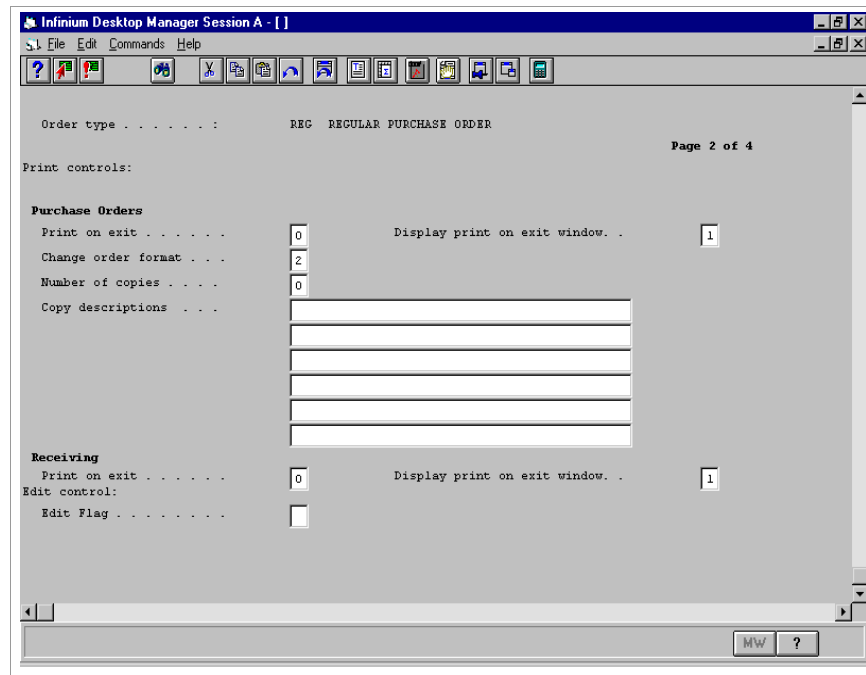 Infinium Desktop Manager Session A - [ ]
File Edit Commands Help
Order type . . . . . . : REG REGULAR PURCHASE ORDER
Page 2 of 4
Print controls:
Purchase Orders
Print on exit . . . . . . 0 Display print on exit window. . 1
Change order format . . . 2
Number of copies . . . . 0
Copy descriptions . . .
Receiving
Print on exit . . . . . . 0 Display print on exit window. . 1
Edit control:
Edit Flag . . . . . . . .
MW ?